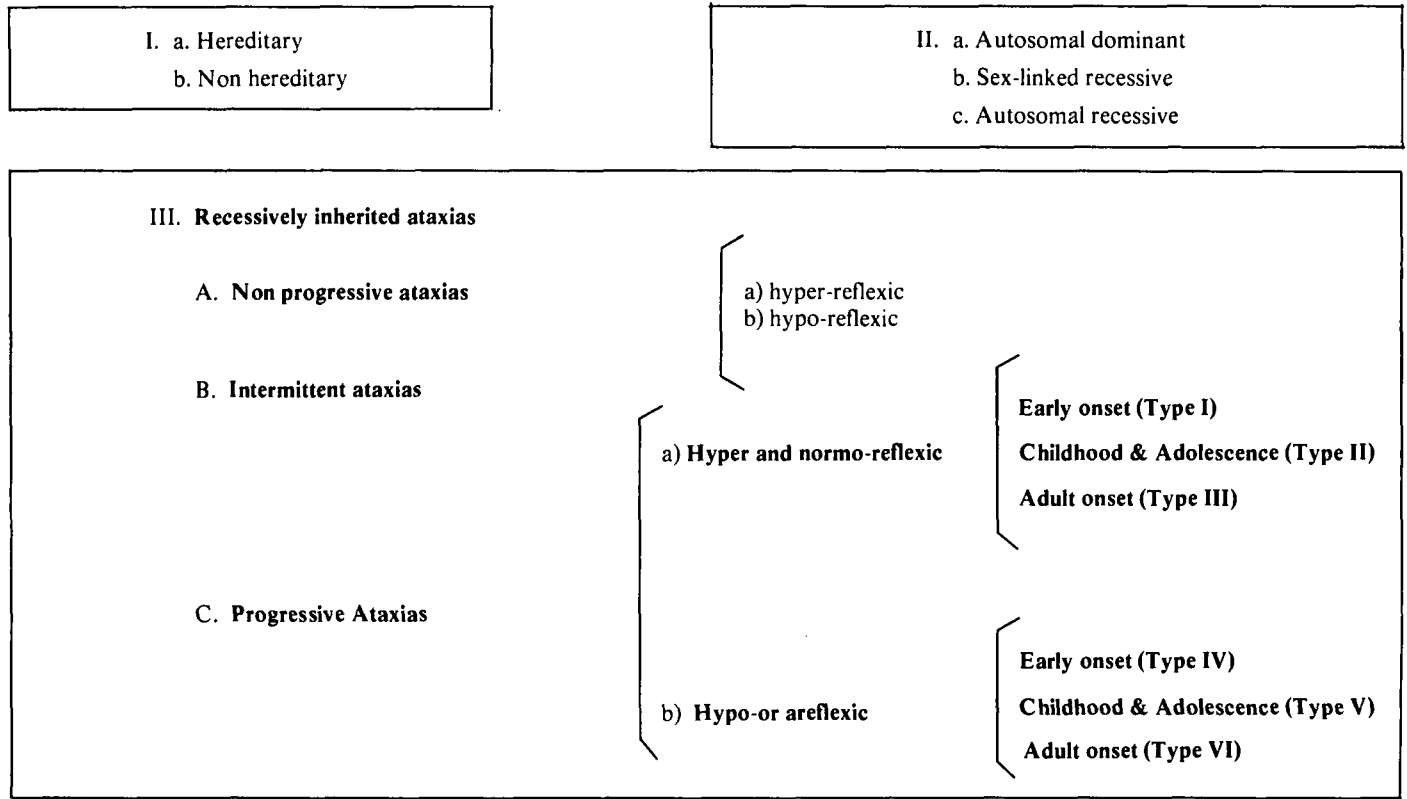 I. a. Hereditary
b. Non hereditary
II. a. Autosomal dominant
b. Sex-linked recessive
c. Autosomal recessive
III. Recessively inherited ataxias
A. Non progressive ataxias
a) hyper-reflexic
b) hypo-reflexic
B. Intermittent ataxias
a) Hyper and normo-reflexic
Early onset (Type I)
Childhood & Adolescence (Type II)
Adult onset (Type III)
C. Progressive Ataxias
b) Hypo-or areflexic
Early onset (Type IV)
Childhood & Adolescence (Type V)
Adult onset (Type VI)